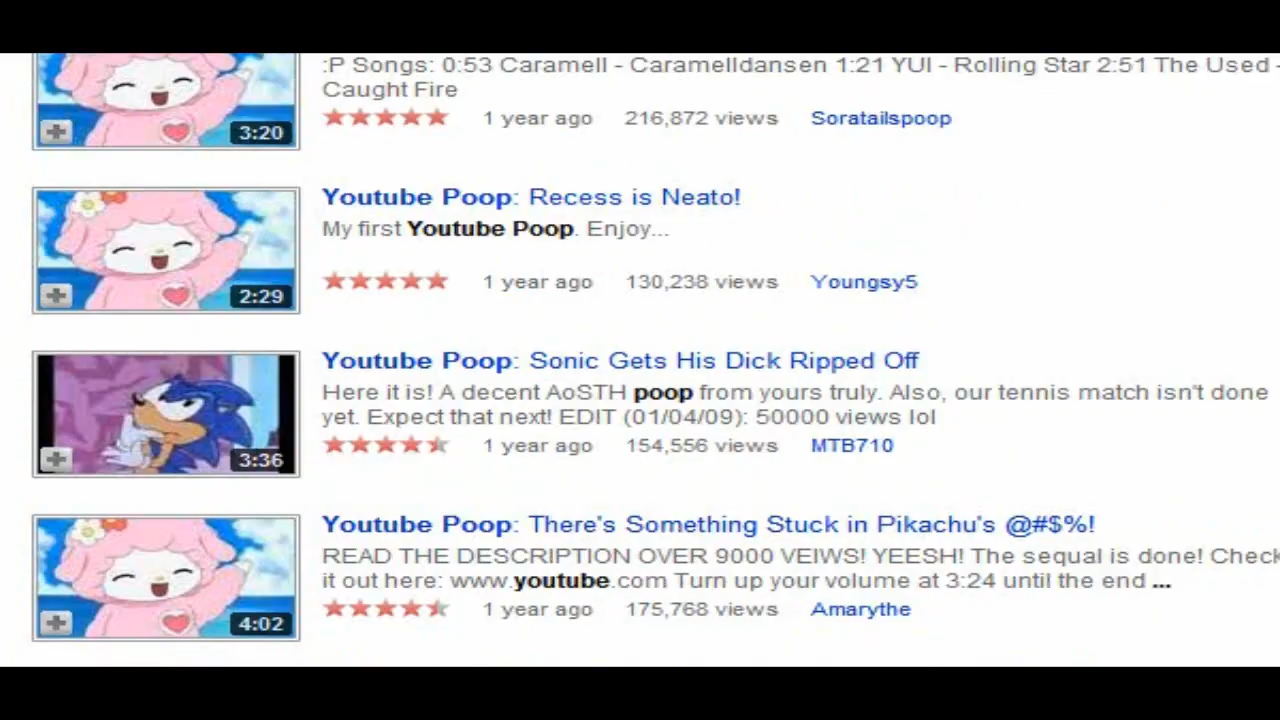 :P Songs: 0:53 Caramell - Caramelldansen 1:21 YUI - Rolling Star 2:51 The Used -
Caught Fire
3:20
1 year ago 216,872 views Soratailspoop
Youtube Poop: Recess is Neato!
My first Youtube Poop. Enjoy...
2:29
1 year ago 130,238 views Youngsy5
Youtube Poop: Sonic Gets His Dick Ripped Off
Here it is! A decent AoSTH poop from yours truly. Also, our tennis match isn't done
yet. Expect that next! EDIT (01/04/09): 50000 views lol
3:36
1 year ago 154,556 views MTB710
Youtube Poop: There's Something Stuck in Pikachu's @#$%!
READ THE DESCRIPTION OVER 9000 VEIWS! YEESH! The sequal is done! Check
it out here: www.youtube.com Turn up your volume at 3:24 until the end ...
4:02
1 year ago 175,768 views Amarythe